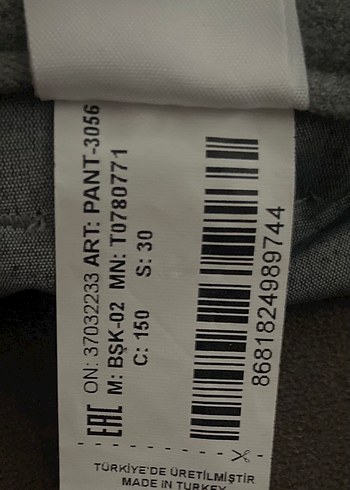 ON: 37032233 ART: PANT-3056
M: BŞK-02 MN: T0780771
C: 150 S: 30
EAC
8681824989744
TÜRKİYE'DE ÜRETİLMİŞTİR
MADE IN TURKEY